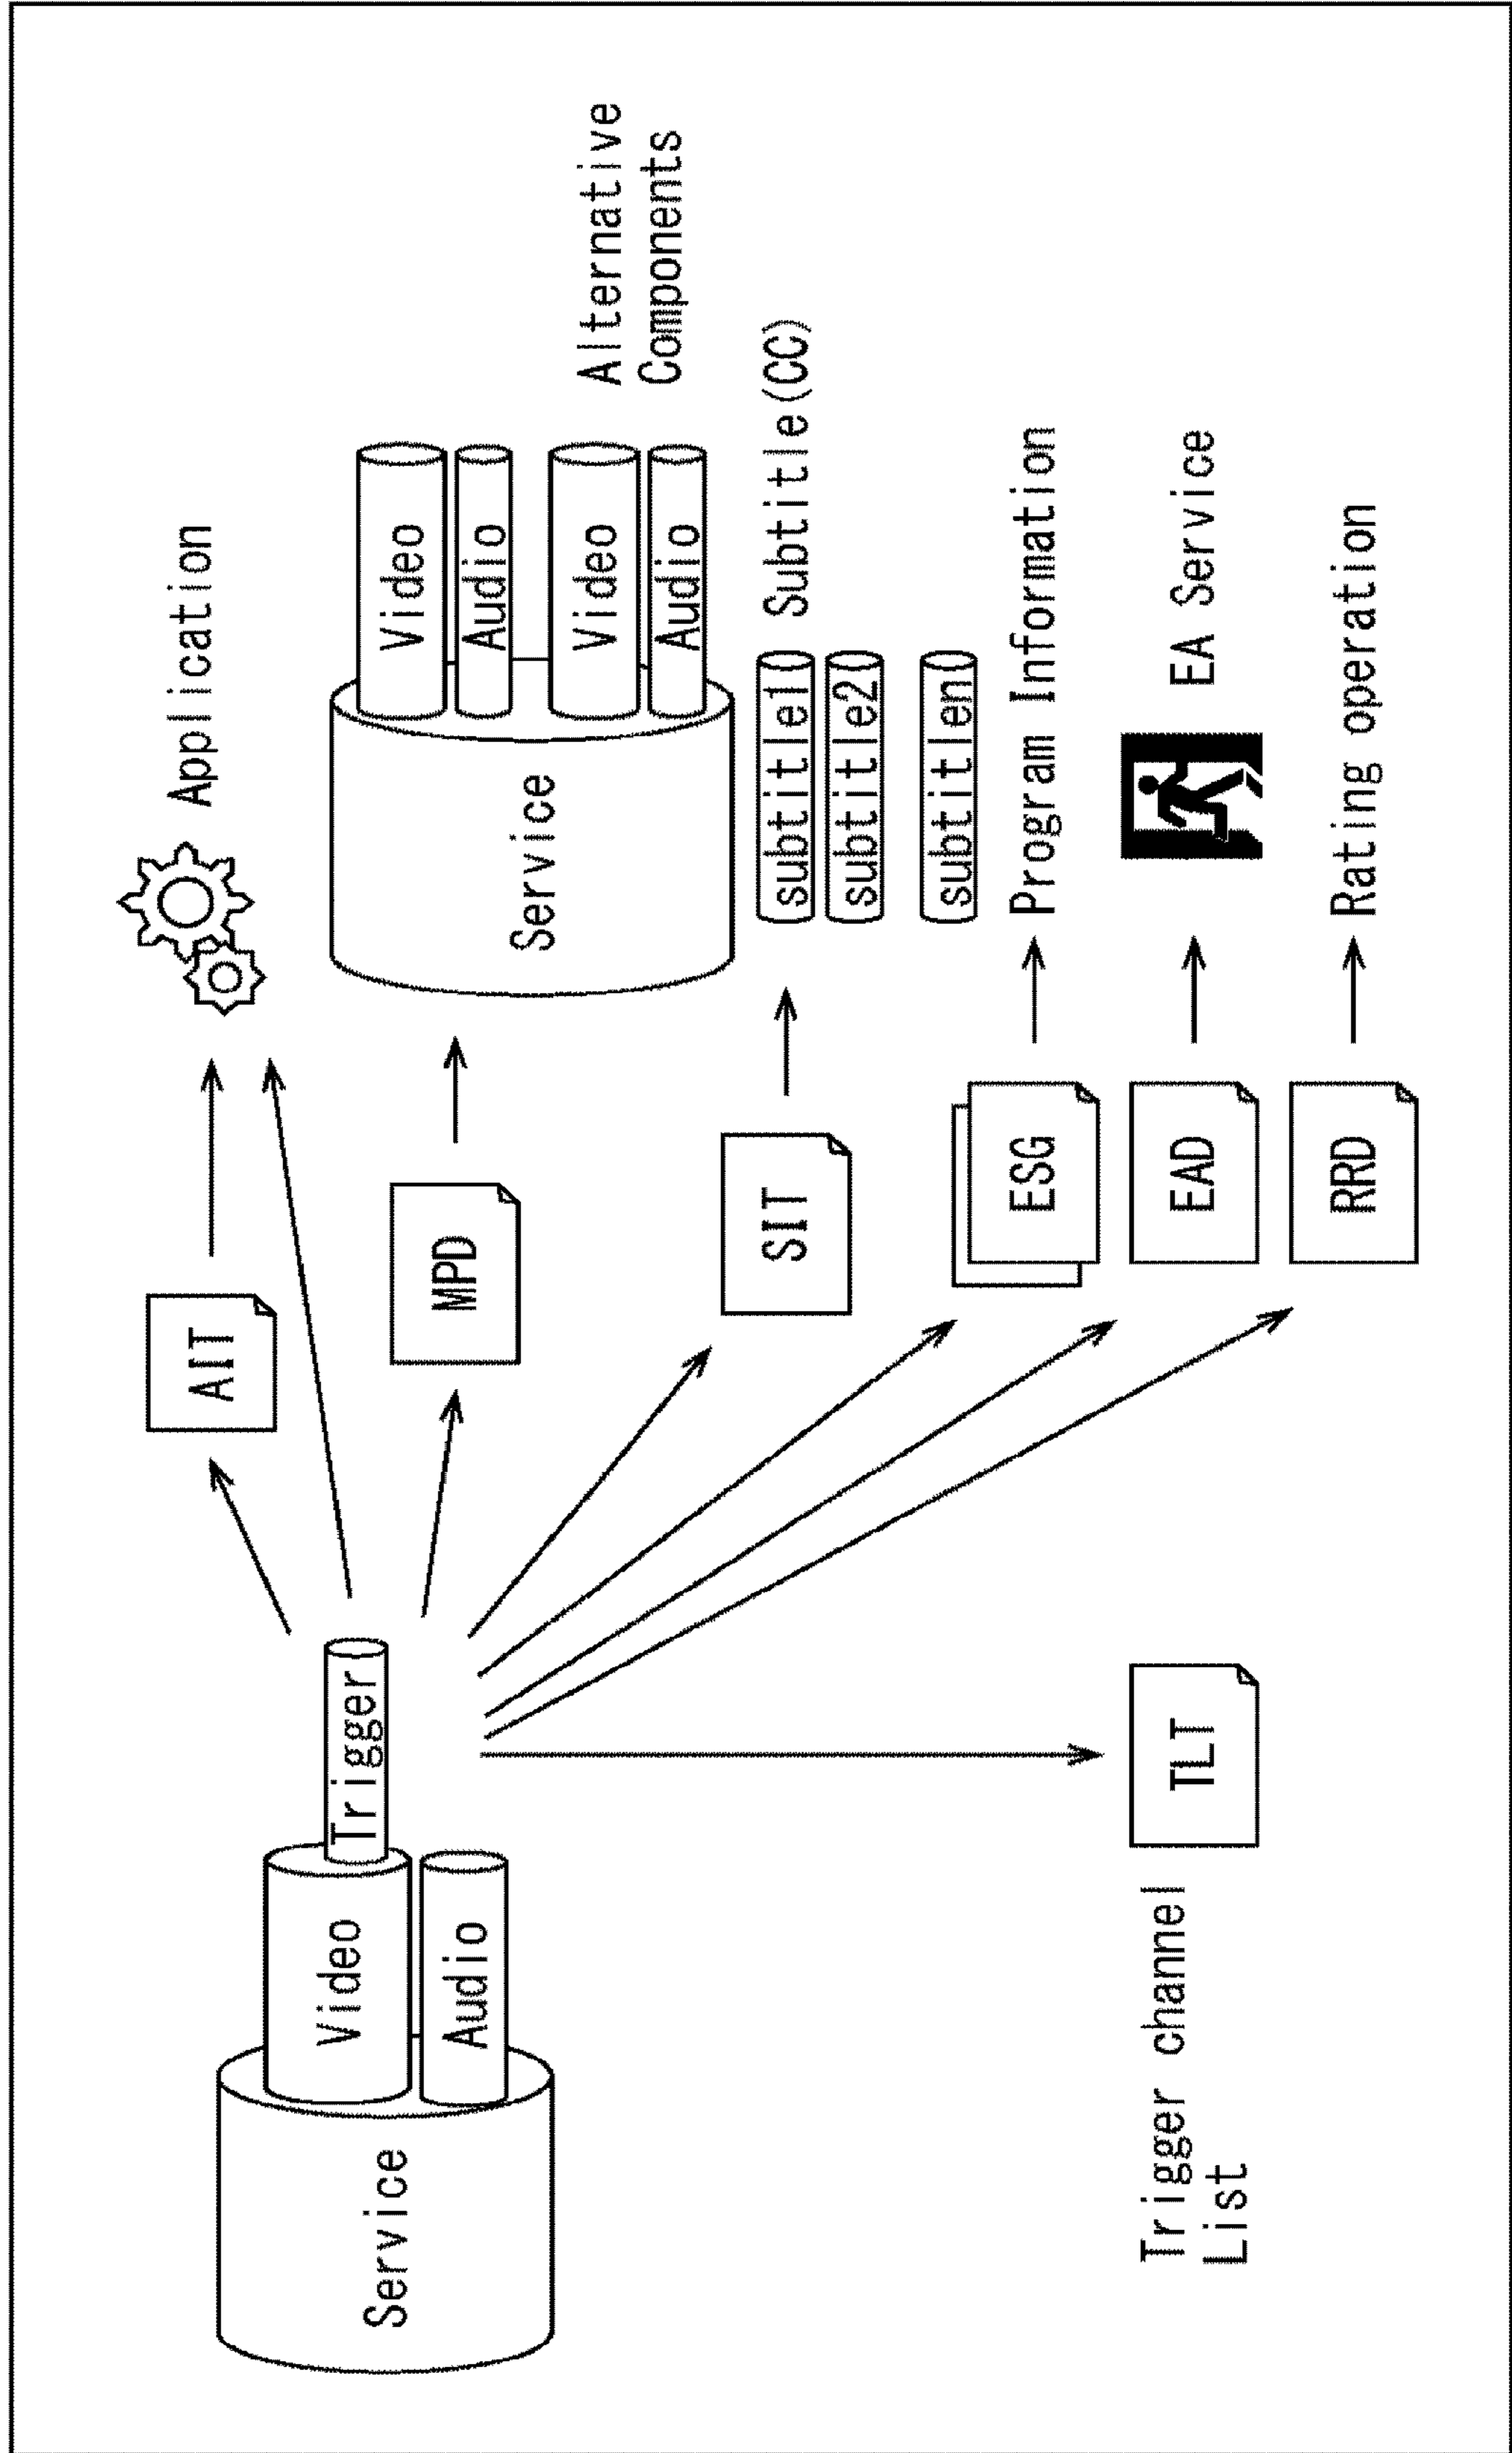 Service
Video
Audio
Trigger
AIT
Application
MPD
Service
Video
Audio
Video
Audio
Alternative
Components
SIT
subtitle1
subtitle2
subtitlen
Subtitle(CC)
ESG
Program Information
EAD
EA Service
RRD
Rating operation
Trigger channel
List
TLT